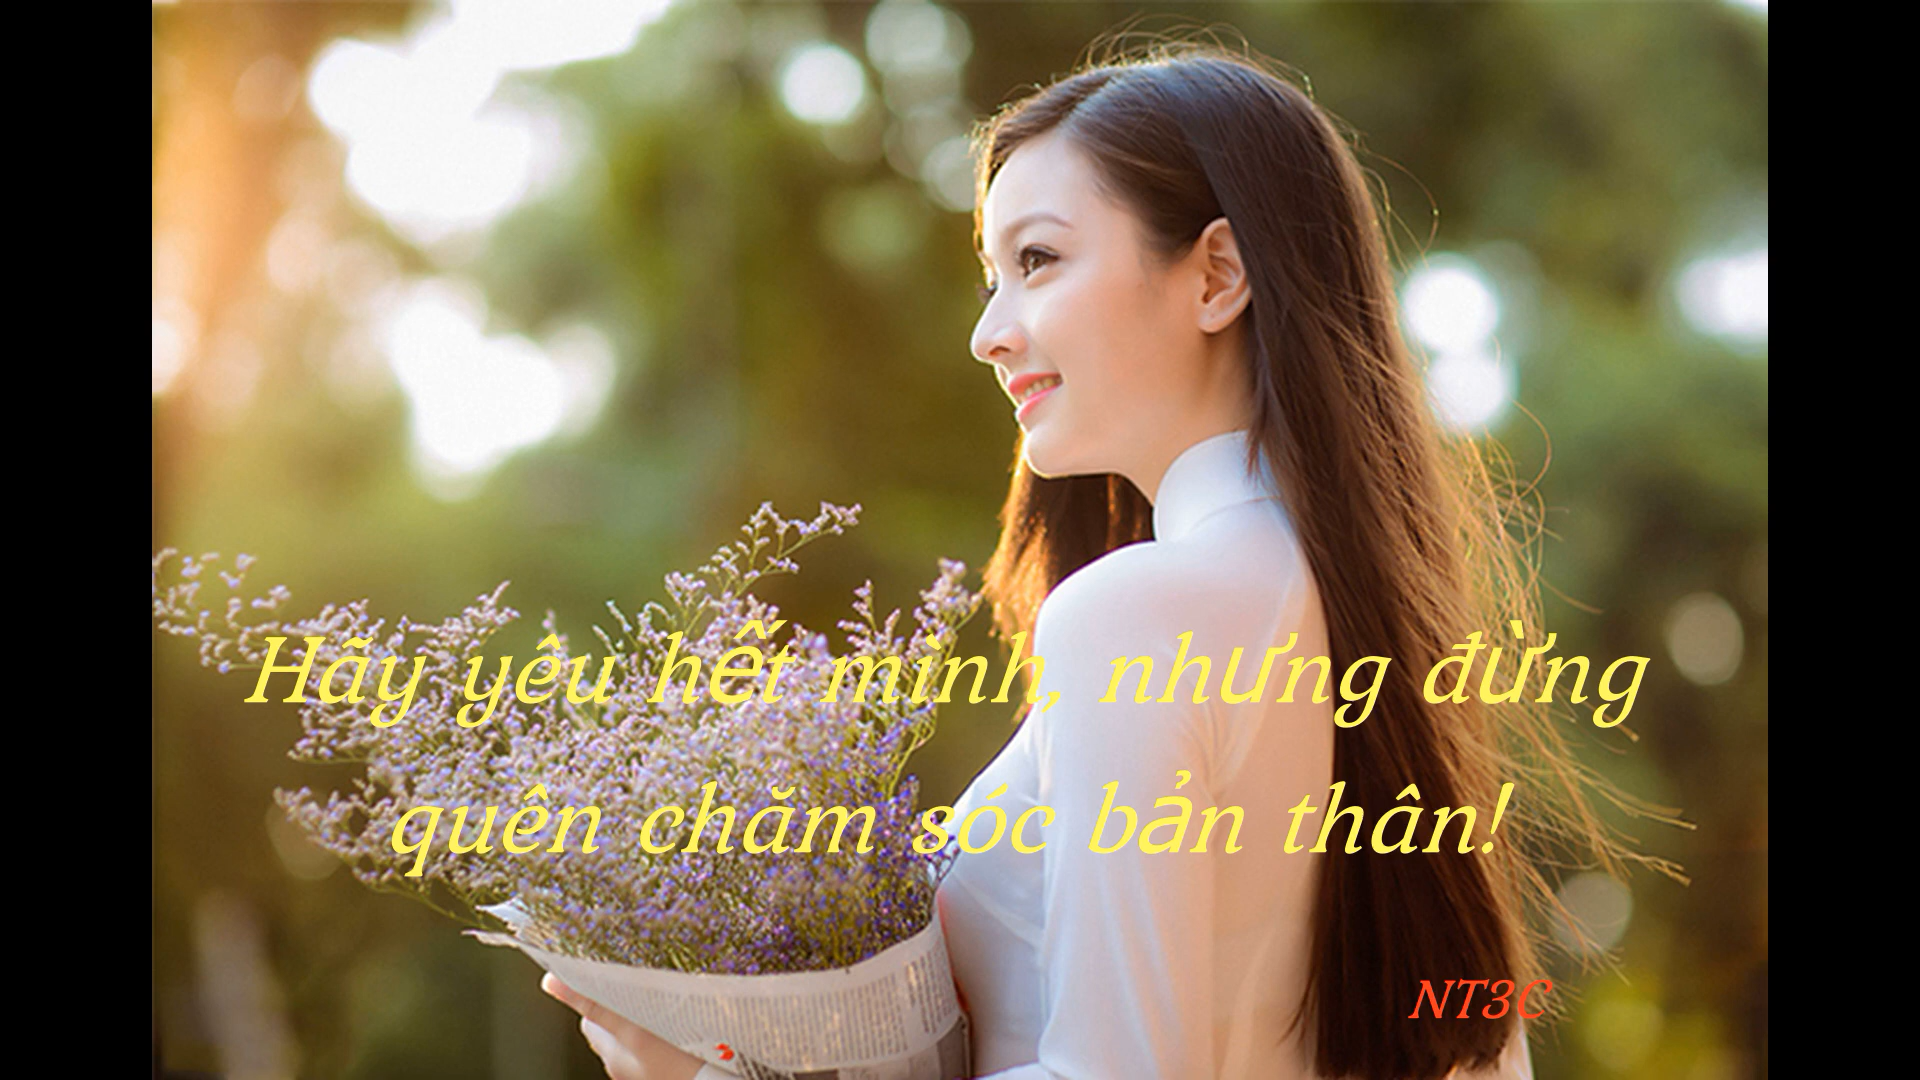 Hãy yêu hết mình, nhưng đừng
quên chăm sóc bản thân!
NT3C